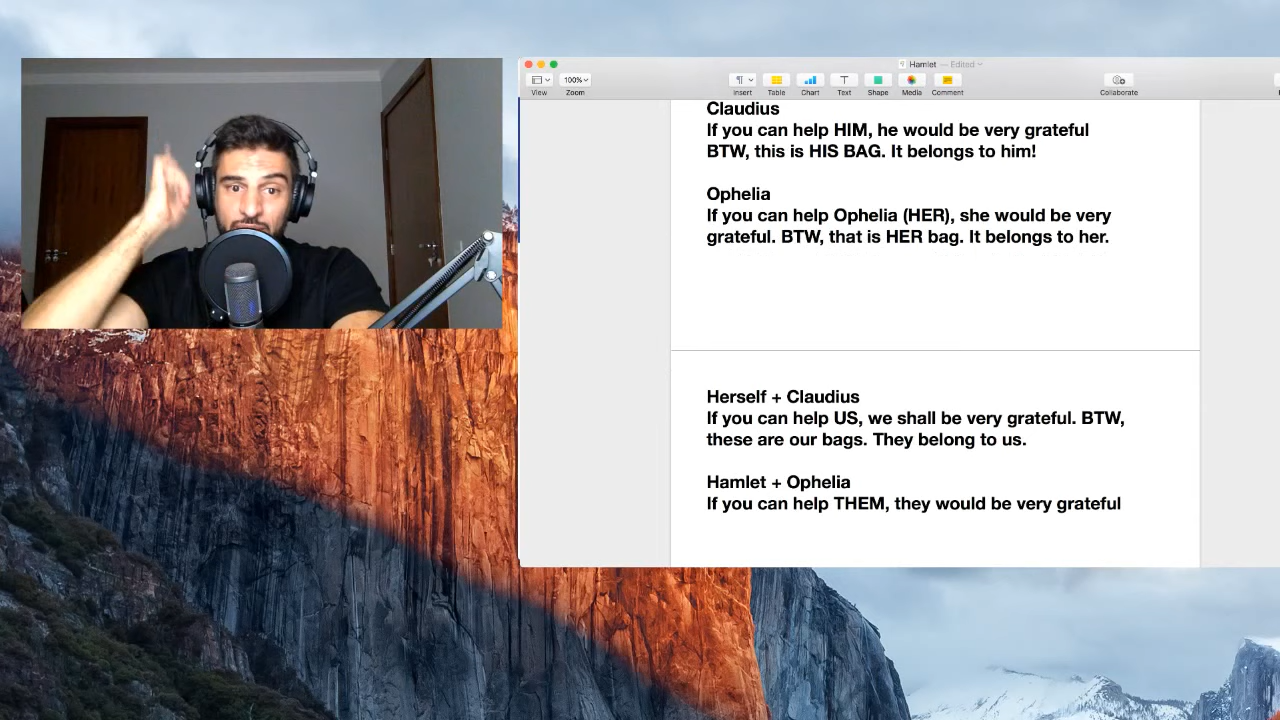 Hamlet — Edited
100%
View
Zoom
Insert
Table
Chart
Text
Shape
Media
Comment
Collaborate
Claudius
If you can help HIM, he would be very grateful
BTW, this is HIS BAG. It belongs to him!
Ophelia
If you can help Ophelia (HER), she would be very
grateful. BTW, that is HER bag. It belongs to her.
Herself + Claudius
If you can help US, we shall be very grateful. BTW,
these are our bags. They belong to us.
Hamlet + Ophelia
If you can help THEM, they would be very grateful